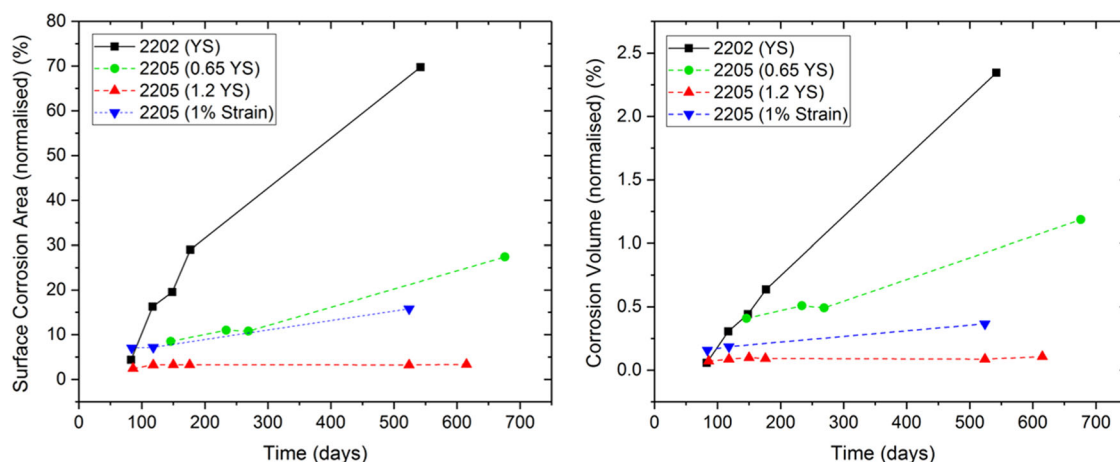 Surface Corrosion Area (normalised) (%)
80
70
60
50
40
30
20
10
0
2202 (YS)
2205 (0.65 YS)
2205 (1.2 YS)
2205 (1% Strain)
0 100 200 300 400 500 600 700
Time (days)
Corrosion Volume (normalised) (%)
2.5
2.0
1.5
1.0
0.5
0.0
2202 (YS)
2205 (0.65 YS)
2205 (1.2 YS)
2205 (1% Strain)
0 100 200 300 400 500 600 700
Time (days)